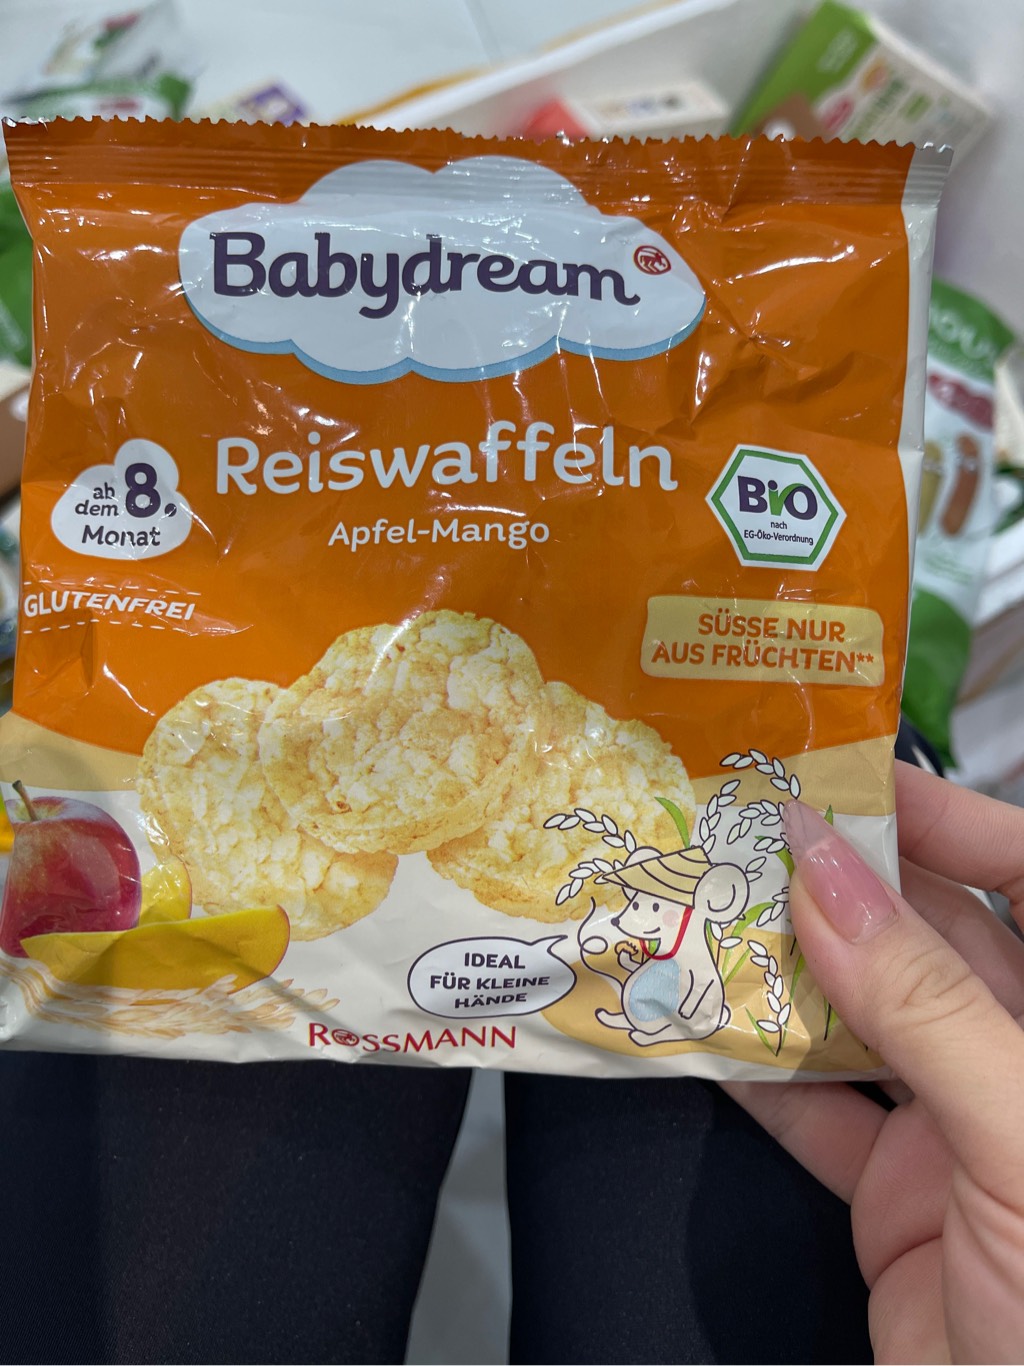 Babydream
Reiswaffeln
Apfel-Mango
ab
dem 8.
Monat
GLUTENFREI
BiO
nach
EG-Öko-Verordnung
SÜSSE NUR
AUS FRÜCHTEN**
IDEAL
FÜR KLEINE
HÄNDE
ROSSMANN